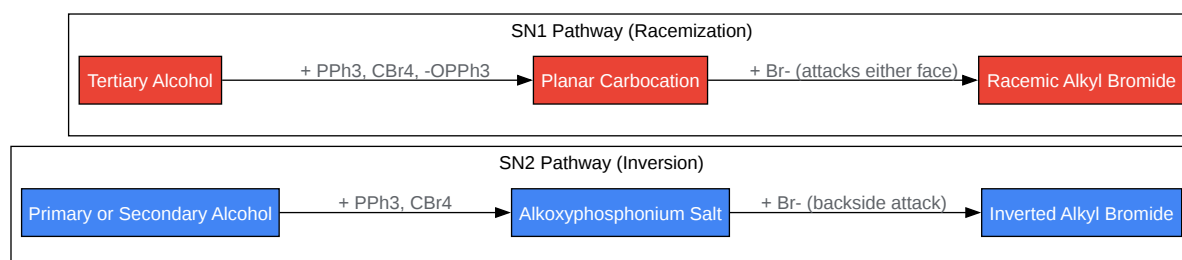 SN1 Pathway (Racemization)
Tertiary Alcohol
+ PPh3, CBr4, -OPPh3
Planar Carbocation
+ Br- (attacks either face)
Racemic Alkyl Bromide
SN2 Pathway (Inversion)
Primary or Secondary Alcohol
+ PPh3, CBr4
Alkoxyphosphonium Salt
+ Br- (backside attack)
Inverted Alkyl Bromide